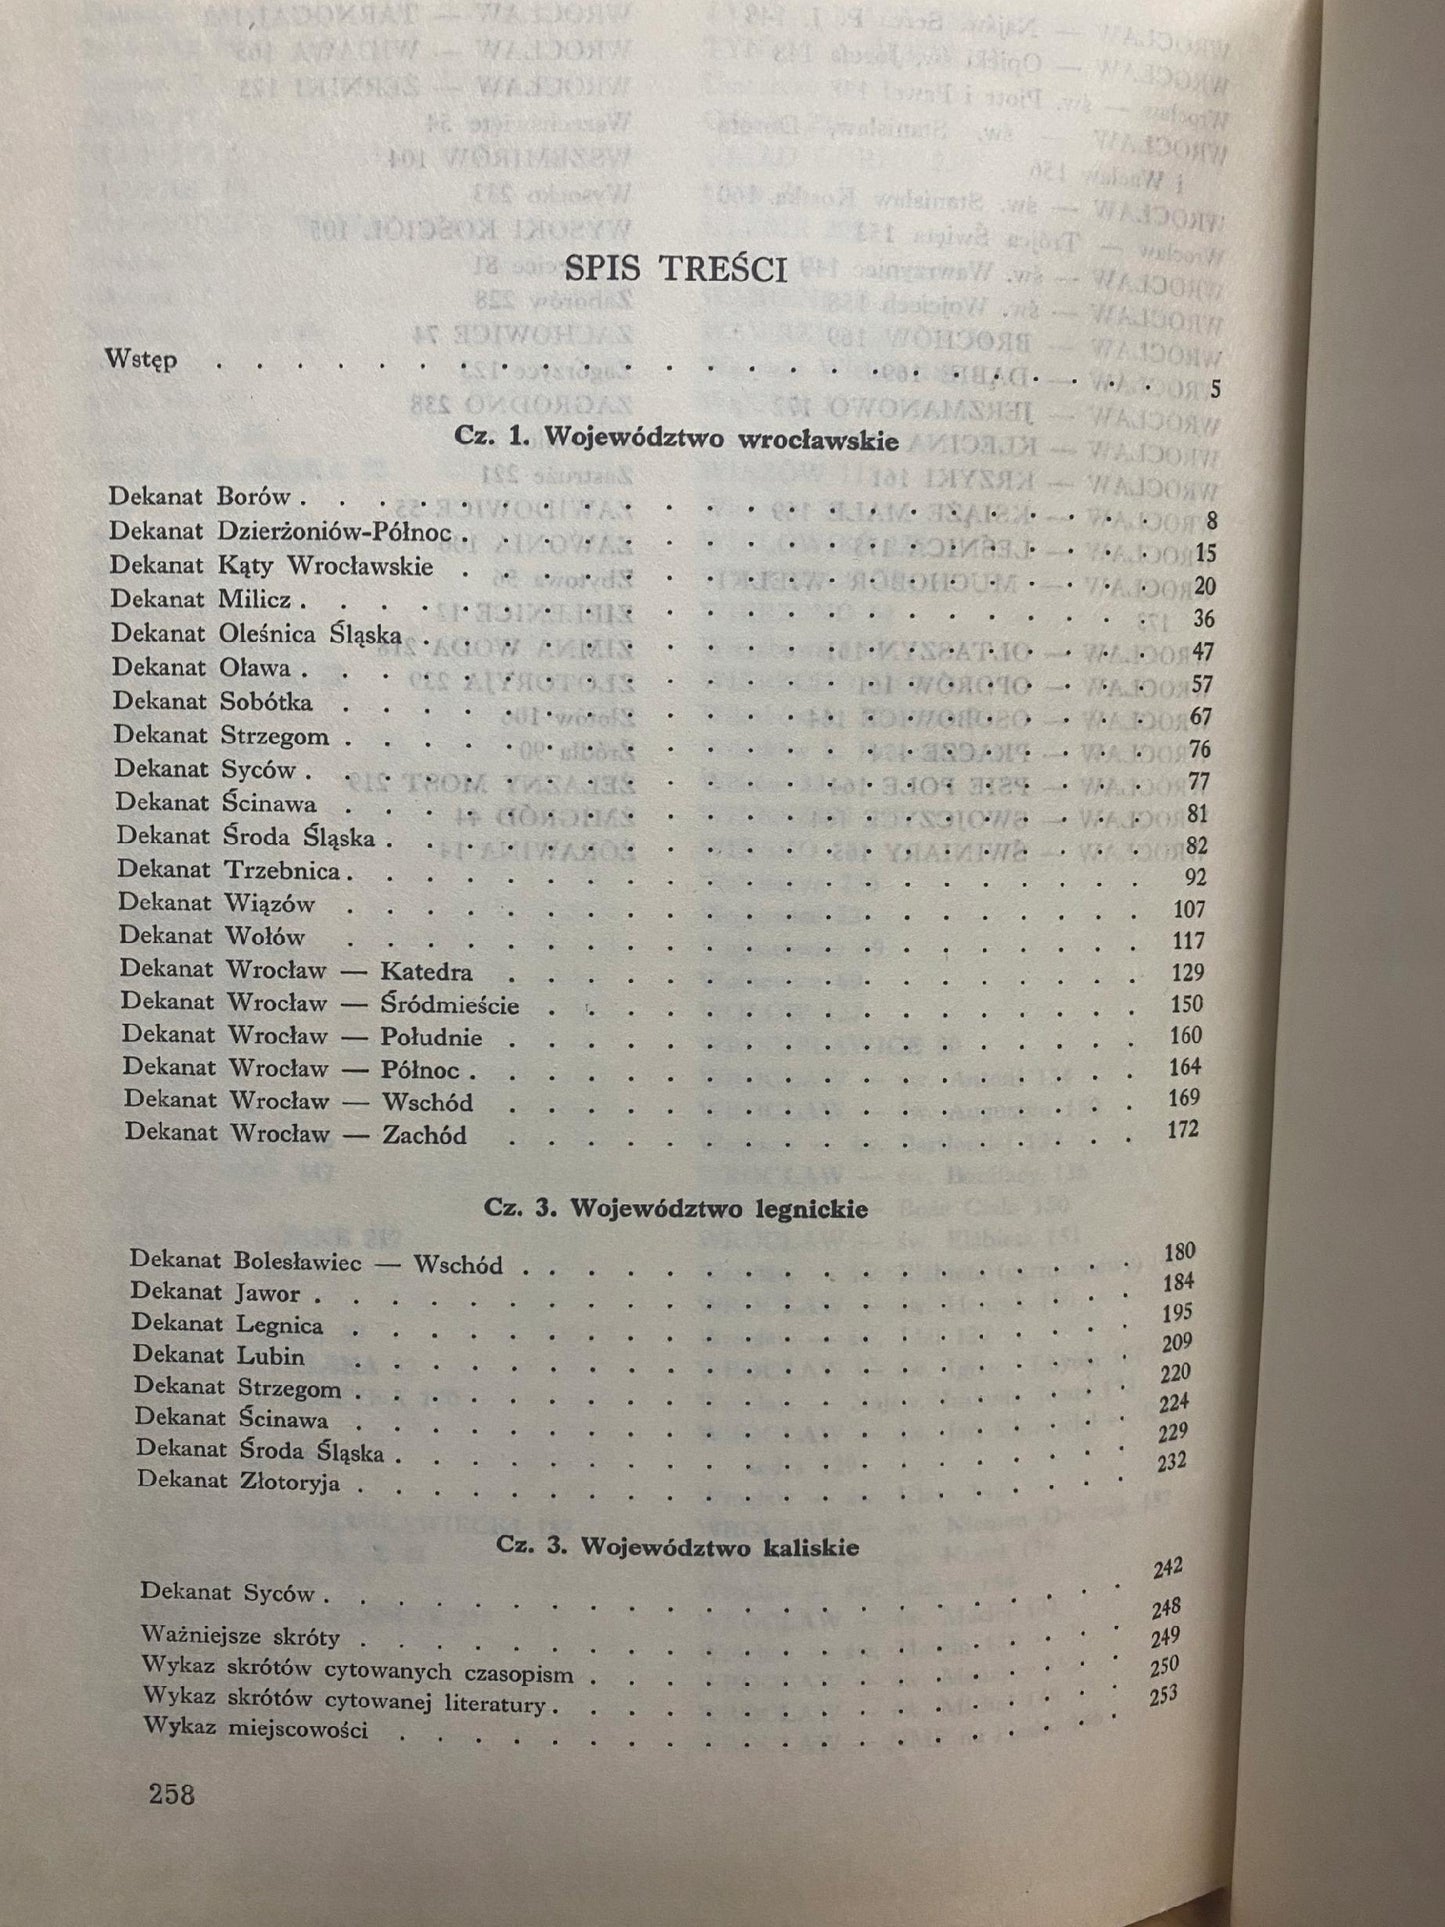 SPIS TREŚCI
Wstęp . . . . . . . . . . . . . . . . . . . . . . . . 5
Cz. 1. Województwo wrocławskie
Dekanat Borów . . . . . . . . . . . . . . . . . . . . . . 8
Dekanat Dzierżoniów-Północ . . . . . . . . . . . . . . . . . . 15
Dekanat Kąty Wrocławskie . . . . . . . . . . . . . . . . . . 20
Dekanat Milicz . . . . . . . . . . . . . . . . . . . . . . 36
Dekanat Oleśnica Śląska . . . . . . . . . . . . . . . . . . . 47
Dekanat Oława . . . . . . . . . . . . . . . . . . . . . . 57
Dekanat Sobótka . . . . . . . . . . . . . . . . . . . . . 67
Dekanat Strzegom . . . . . . . . . . . . . . . . . . . . . 76
Dekanat Syców . . . . . . . . . . . . . . . . . . . . . . 77
Dekanat Ścinawa . . . . . . . . . . . . . . . . . . . . . 81
Dekanat Środa Śląska . . . . . . . . . . . . . . . . . . . . 82
Dekanat Trzebnica . . . . . . . . . . . . . . . . . . . . . 92
Dekanat Wiązów . . . . . . . . . . . . . . . . . . . . . 107
Dekanat Wołów . . . . . . . . . . . . . . . . . . . . . 117
Dekanat Wrocław — Katedra . . . . . . . . . . . . . . . . . 129
Dekanat Wrocław — Śródmieście . . . . . . . . . . . . . . . . 150
Dekanat Wrocław — Południe . . . . . . . . . . . . . . . . . 160
Dekanat Wrocław — Północ . . . . . . . . . . . . . . . . . . 164
Dekanat Wrocław — Wschód . . . . . . . . . . . . . . . . . 169
Dekanat Wrocław — Zachód . . . . . . . . . . . . . . . . . 172
Cz. 3. Województwo legnickie
Dekanat Bolesławiec — Wschód . . . . . . . . . . . . . . . . 180
Dekanat Jawor . . . . . . . . . . . . . . . . . . . . . . 184
Dekanat Legnica . . . . . . . . . . . . . . . . . . . . . 195
Dekanat Lubin . . . . . . . . . . . . . . . . . . . . . 209
Dekanat Strzegom . . . . . . . . . . . . . . . . . . . . . 220
Dekanat Ścinawa . . . . . . . . . . . . . . . . . . . . . 224
Dekanat Środa Śląska . . . . . . . . . . . . . . . . . . . . 229
Dekanat Złotoryja . . . . . . . . . . . . . . . . . . . . . 232
Cz. 3. Województwo kaliskie
Dekanat Syców . . . . . . . . . . . . . . . . . . . . . . 242
Ważniejsze skróty . . . . . . . . . . . . . . . . . . . . . 248
Wykaz skrótów cytowanych czasopism . . . . . . . . . . . . . . 249
Wykaz skrótów cytowanej literatury . . . . . . . . . . . . . . . 250
Wykaz miejscowości . . . . . . . . . . . . . . . . . . . . 253
258